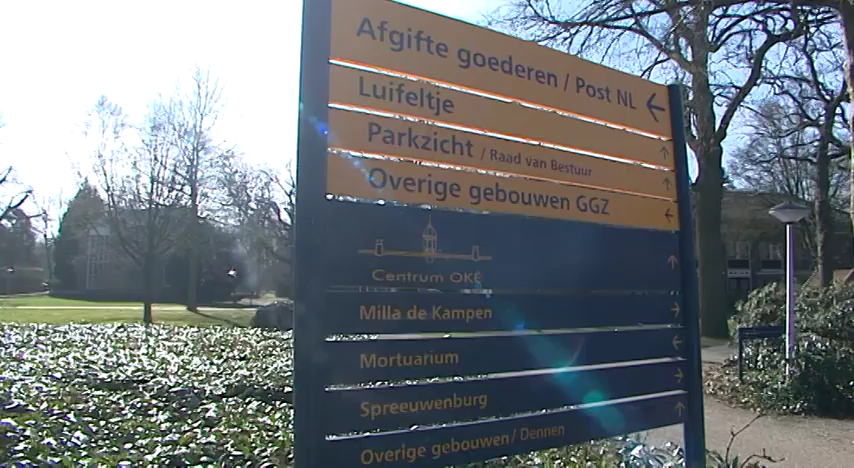 Afgifte goederen / Post NL
Luifeltje
Parkzicht / Raad van Bestuur
Overige gebouwen GGZ
Centrum OKÉ
Milla de Kampen
Mortuarium
Spreeuwenburg
Overige gebouwen / Dennen